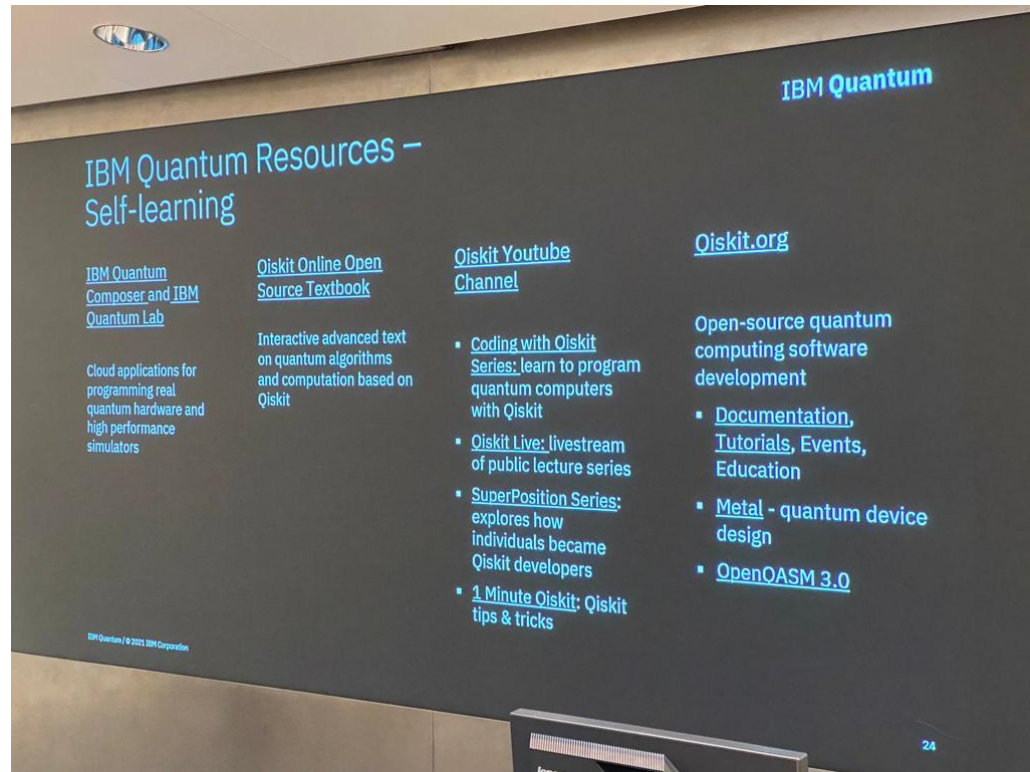 IBM Quantum
IBM Quantum Resources –
Self-learning
IBM Quantum
Composer and IBM
Quantum Lab
Cloud applications for
programming real
quantum hardware and
high performance
simulators
Qiskit Online Open
Source Textbook
Interactive advanced text
on quantum algorithms
and computation based on
Qiskit
Qiskit Youtube
Channel
▪ Coding with Qiskit
Series: learn to program
quantum computers
with Qiskit
▪ Qiskit Live: livestream
of public lecture series
▪ SuperPosition Series:
explores how
individuals became
Qiskit developers
▪ 1 Minute Qiskit: Qiskit
tips & tricks
Qiskit.org
Open-source quantum
computing software
development
▪ Documentation,
Tutorials, Events,
Education
▪ Metal - quantum device
design
▪ OpenQASM 3.0
IBM Quantum / © 2021 IBM Corporation
24